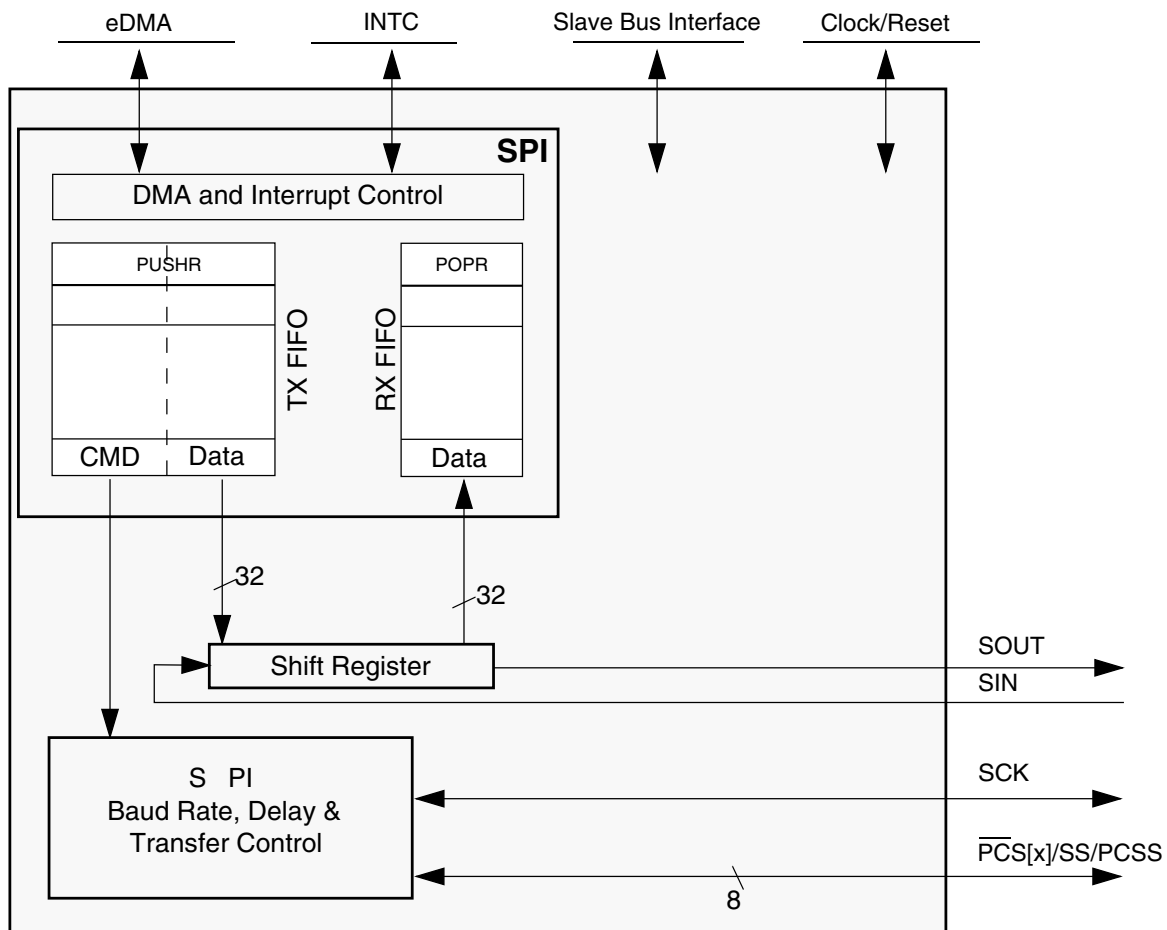 eDMA INTC Slave Bus Interface Clock/Reset
SPI
DMA and Interrupt Control
PUSHR
POPR
TX FIFO
RX FIFO
CMD Data
Data
32
32
Shift Register
SOUT
SIN
S PI
Baud Rate, Delay &
Transfer Control
SCK
PCS[x]/SS/PCSS
8